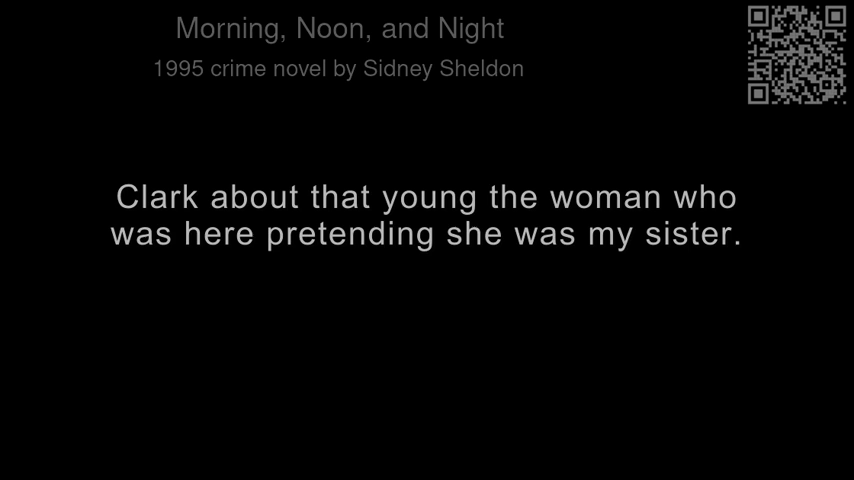 Morning, Noon, and Night
1995 crime novel by Sidney Sheldon
Clark about that young the woman who
was here pretending she was my sister.